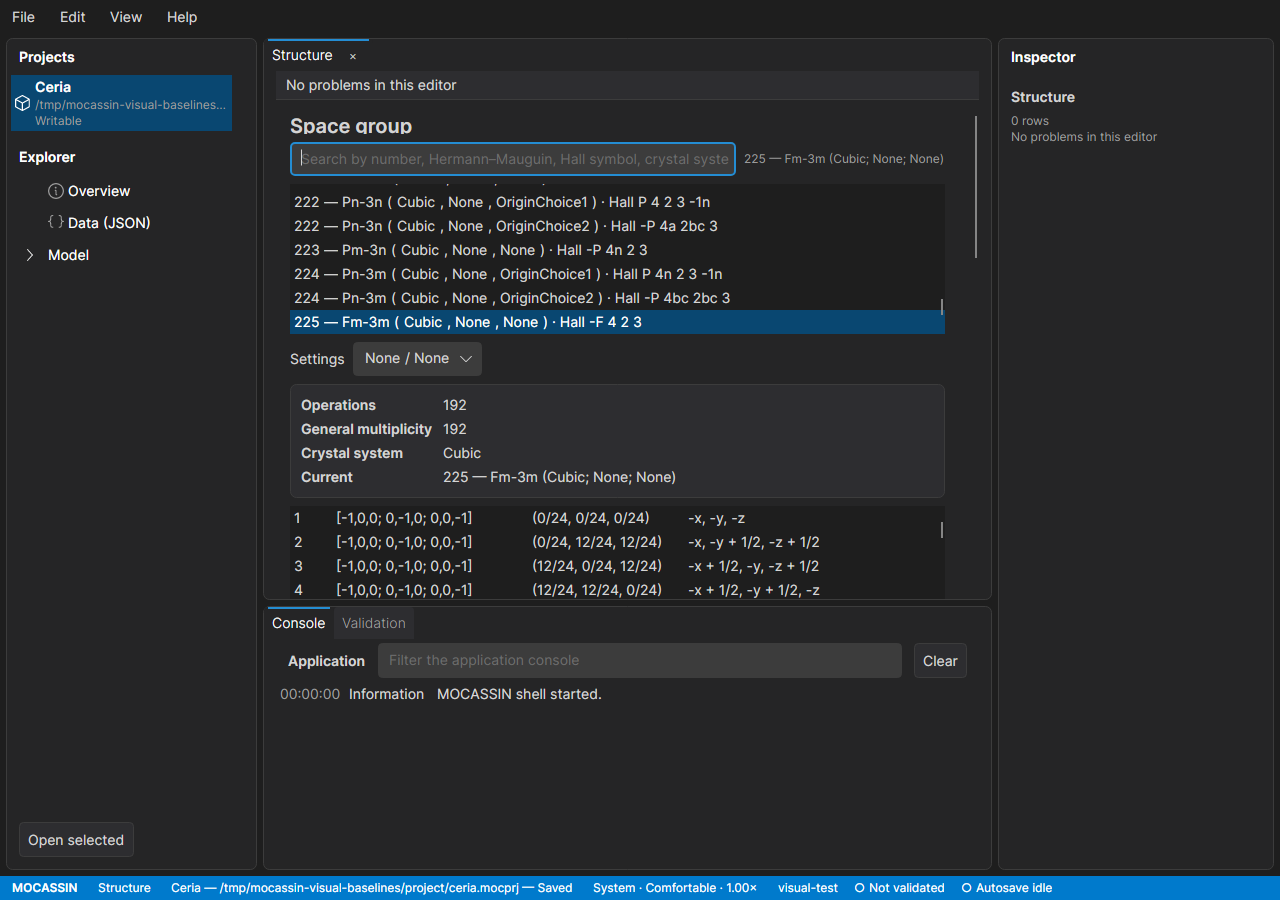 File Edit View Help
Projects
Ceria
/tmp/mocassin-visual-baselines...
Writable
Explorer
Overview
Data (JSON)
Model
Open selected
Structure ×
No problems in this editor
Space group
Search by number, Hermann–Mauguin, Hall symbol, crystal syste
225 — Fm-3m (Cubic; None; None)
222 — Pn-3n ( Cubic , None , OriginChoice1 ) · Hall P 4 2 3 -1n
222 — Pn-3n ( Cubic , None , OriginChoice2 ) · Hall -P 4a 2bc 3
223 — Pm-3n ( Cubic , None , None ) · Hall -P 4n 2 3
224 — Pn-3m ( Cubic , None , OriginChoice1 ) · Hall P 4n 2 3 -1n
224 — Pn-3m ( Cubic , None , OriginChoice2 ) · Hall -P 4bc 2bc 3
225 — Fm-3m ( Cubic , None , None ) · Hall -F 4 2 3
Settings None / None
Operations 192
General multiplicity 192
Crystal system Cubic
Current 225 — Fm-3m (Cubic; None; None)
1 [-1,0,0; 0,-1,0; 0,0,-1] (0/24, 0/24, 0/24) -x, -y, -z
2 [-1,0,0; 0,-1,0; 0,0,-1] (0/24, 12/24, 12/24) -x, -y + 1/2, -z + 1/2
3 [-1,0,0; 0,-1,0; 0,0,-1] (12/24, 0/24, 12/24) -x + 1/2, -y, -z + 1/2
4 [-1,0,0; 0,-1,0; 0,0,-1] (12/24, 12/24, 0/24) -x + 1/2, -y + 1/2, -z
Console Validation
Application Filter the application console Clear
00:00:00 Information MOCASSIN shell started.
Inspector
Structure
0 rows
No problems in this editor
MOCASSIN Structure Ceria — /tmp/mocassin-visual-baselines/project/ceria.mocprj — Saved System · Comfortable · 1.00× visual-test Not validated Autosave idle